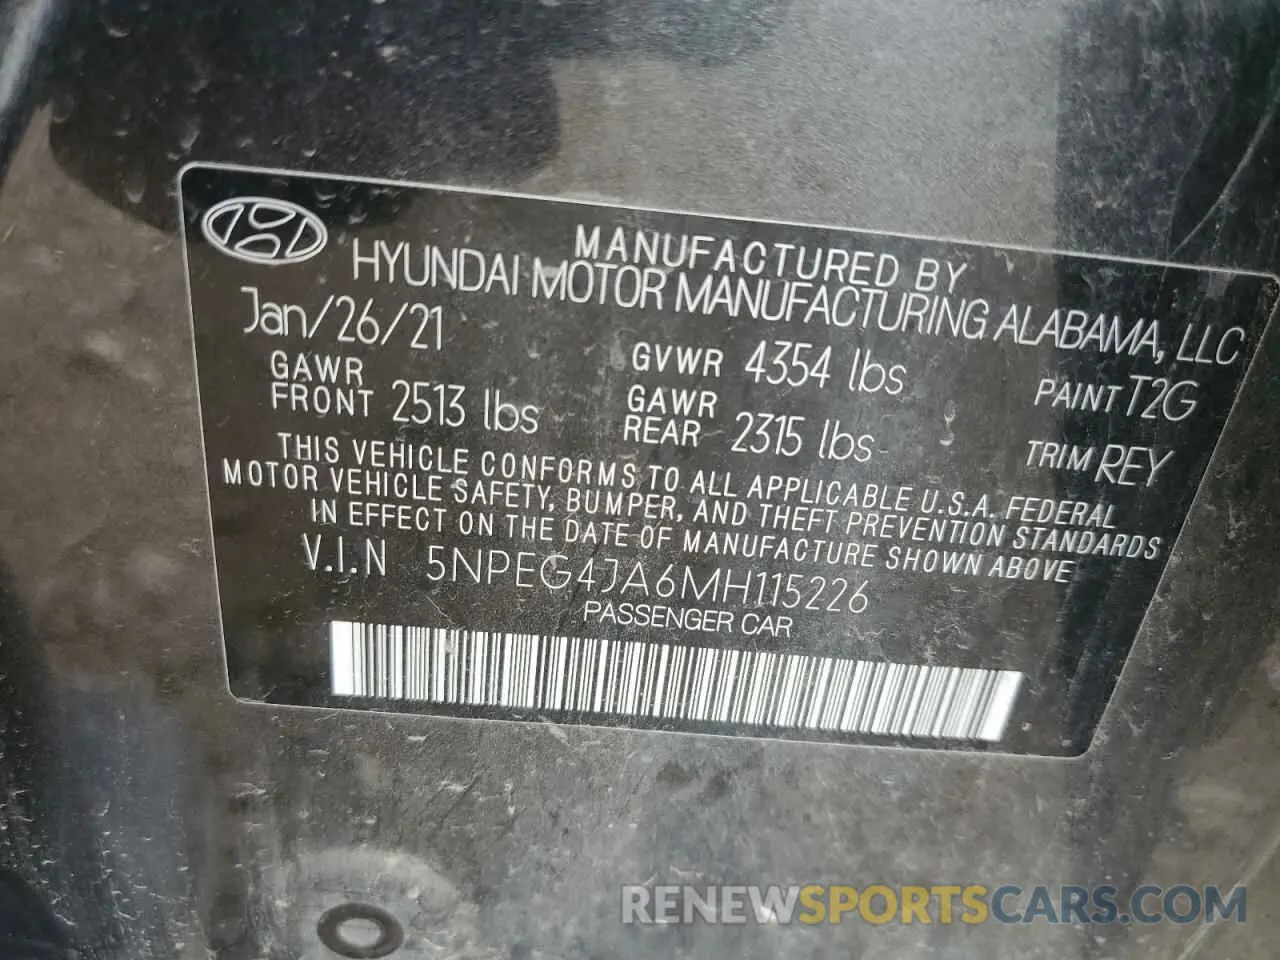 MANUFACTURED BY
HYUNDAI MOTOR MANUFACTURING ALABAMA, LLC
Jan/26/21 GVWR 4354 lbs PAINT T2G
GAWR FRONT 2513 lbs GAWR REAR 2315 lbs TRIM REY
THIS VEHICLE CONFORMS TO ALL APPLICABLE U.S.A. FEDERAL
MOTOR VEHICLE SAFETY, BUMPER, AND THEFT PREVENTION STANDARDS
IN EFFECT ON THE DATE OF MANUFACTURE SHOWN ABOVE
V.I.N 5NPEG4JA6MH115226
PASSENGER CAR
RENEWSPORTSCARS.COM